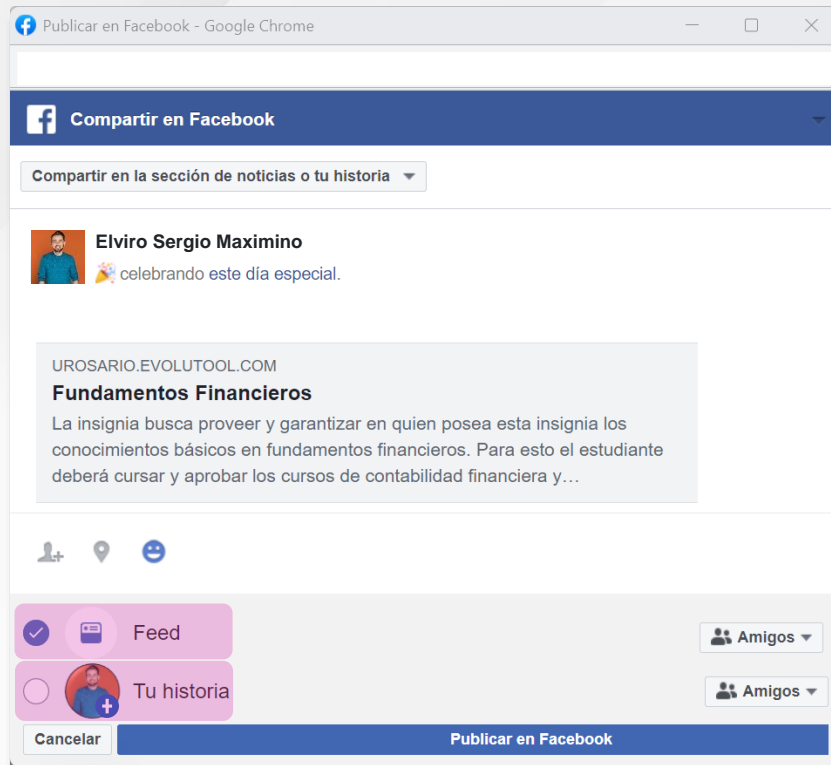 Publicar en Facebook - Google Chrome
Compartir en Facebook
Compartir en la sección de noticias o tu historia
Elviro Sergio Maximino
celebrando este día especial.
UROSARIO.EVOLUTOOL.COM
Fundamentos Financieros
La insignia busca proveer y garantizar en quien posea esta insignia los
conocimientos básicos en fundamentos financieros. Para esto el estudiante
deberá cursar y aprobar los cursos de contabilidad financiera y…
Feed
Amigos
Tu historia
Amigos
Cancelar
Publicar en Facebook